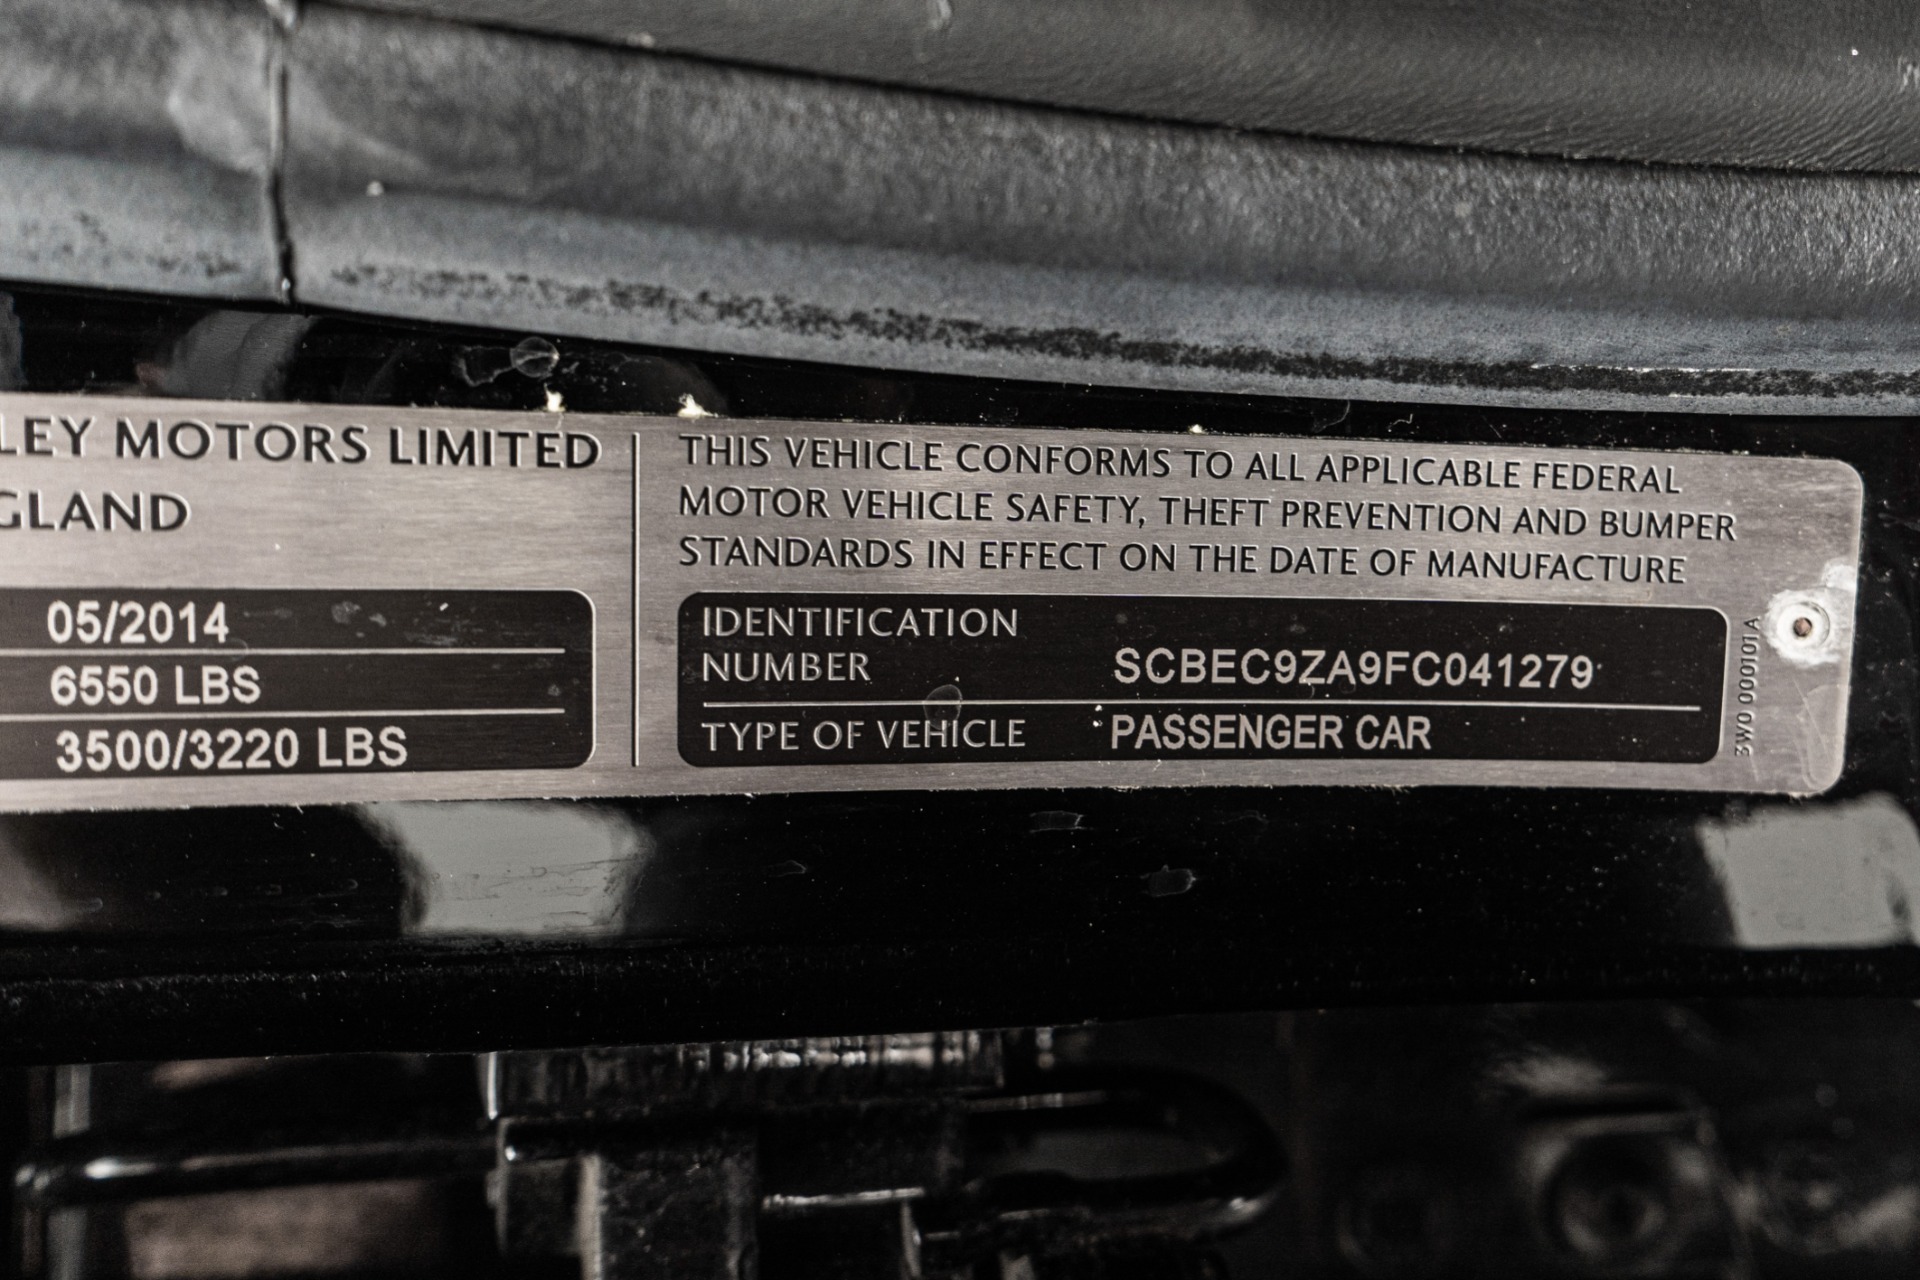 LEY MOTORS LIMITED
GLAND
05/2014
6550 LBS
3500/3220 LBS
THIS VEHICLE CONFORMS TO ALL APPLICABLE FEDERAL
MOTOR VEHICLE SAFETY, THEFT PREVENTION AND BUMPER
STANDARDS IN EFFECT ON THE DATE OF MANUFACTURE
IDENTIFICATION
NUMBER SCBEC9ZA9FC041279
TYPE OF VEHICLE PASSENGER CAR
3W0 000101 A